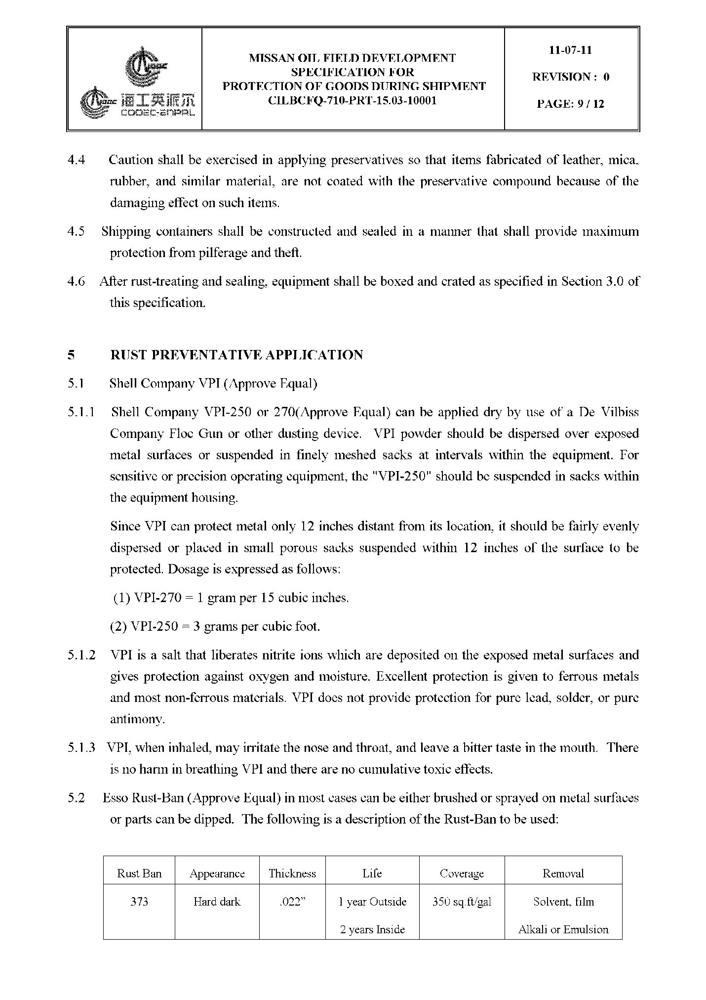 海工英派尔
COOEC-ENPAL
MISSAN OIL FIELD DEVELOPMENT
SPECIFICATION FOR
PROTECTION OF GOODS DURING SHIPMENT
CILBCFQ-710-PRT-15.03-10001
11-07-11
REVISION : 0
PAGE: 9 / 12
4.4 Caution shall be exercised in applying preservatives so that items fabricated of leather, mica,
rubber, and similar material, are not coated with the preservative compound because of the
damaging effect on such items.
4.5 Shipping containers shall be constructed and sealed in a manner that shall provide maximum
protection from pilferage and theft.
4.6 After rust-treating and sealing, equipment shall be boxed and crated as specified in Section 3.0 of
this specification.
5 RUST PREVENTATIVE APPLICATION
5.1 Shell Company VPI (Approve Equal)
5.1.1 Shell Company VPI-250 or 270(Approve Equal) can be applied dry by use of a De Vilbiss
Company Floc Gun or other dusting device. VPI powder should be dispersed over exposed
metal surfaces or suspended in finely meshed sacks at intervals within the equipment. For
sensitive or precision operating equipment, the "VPI-250" should be suspended in sacks within
the equipment housing.
Since VPI can protect metal only 12 inches distant from its location, it should be fairly evenly
dispersed or placed in small porous sacks suspended within 12 inches of the surface to be
protected. Dosage is expressed as follows:
(1) VPI-270 = 1 gram per 15 cubic inches.
(2) VPI-250 = 3 grams per cubic foot.
5.1.2 VPI is a salt that liberates nitrite ions which are deposited on the exposed metal surfaces and
gives protection against oxygen and moisture. Excellent protection is given to ferrous metals
and most non-ferrous materials. VPI does not provide protection for pure lead, solder, or pure
antimony.
5.1.3 VPI, when inhaled, may irritate the nose and throat, and leave a bitter taste in the mouth. There
is no harm in breathing VPI and there are no cumulative toxic effects.
5.2 Esso Rust-Ban (Approve Equal) in most cases can be either brushed or sprayed on metal surfaces
or parts can be dipped. The following is a description of the Rust-Ban to be used:
Rust Ban Appearance Thickness Life Coverage Removal
373 Hard dark .022” 1 year Outside 350 sq.ft/gal Solvent, film
2 years Inside Alkali or Emulsion